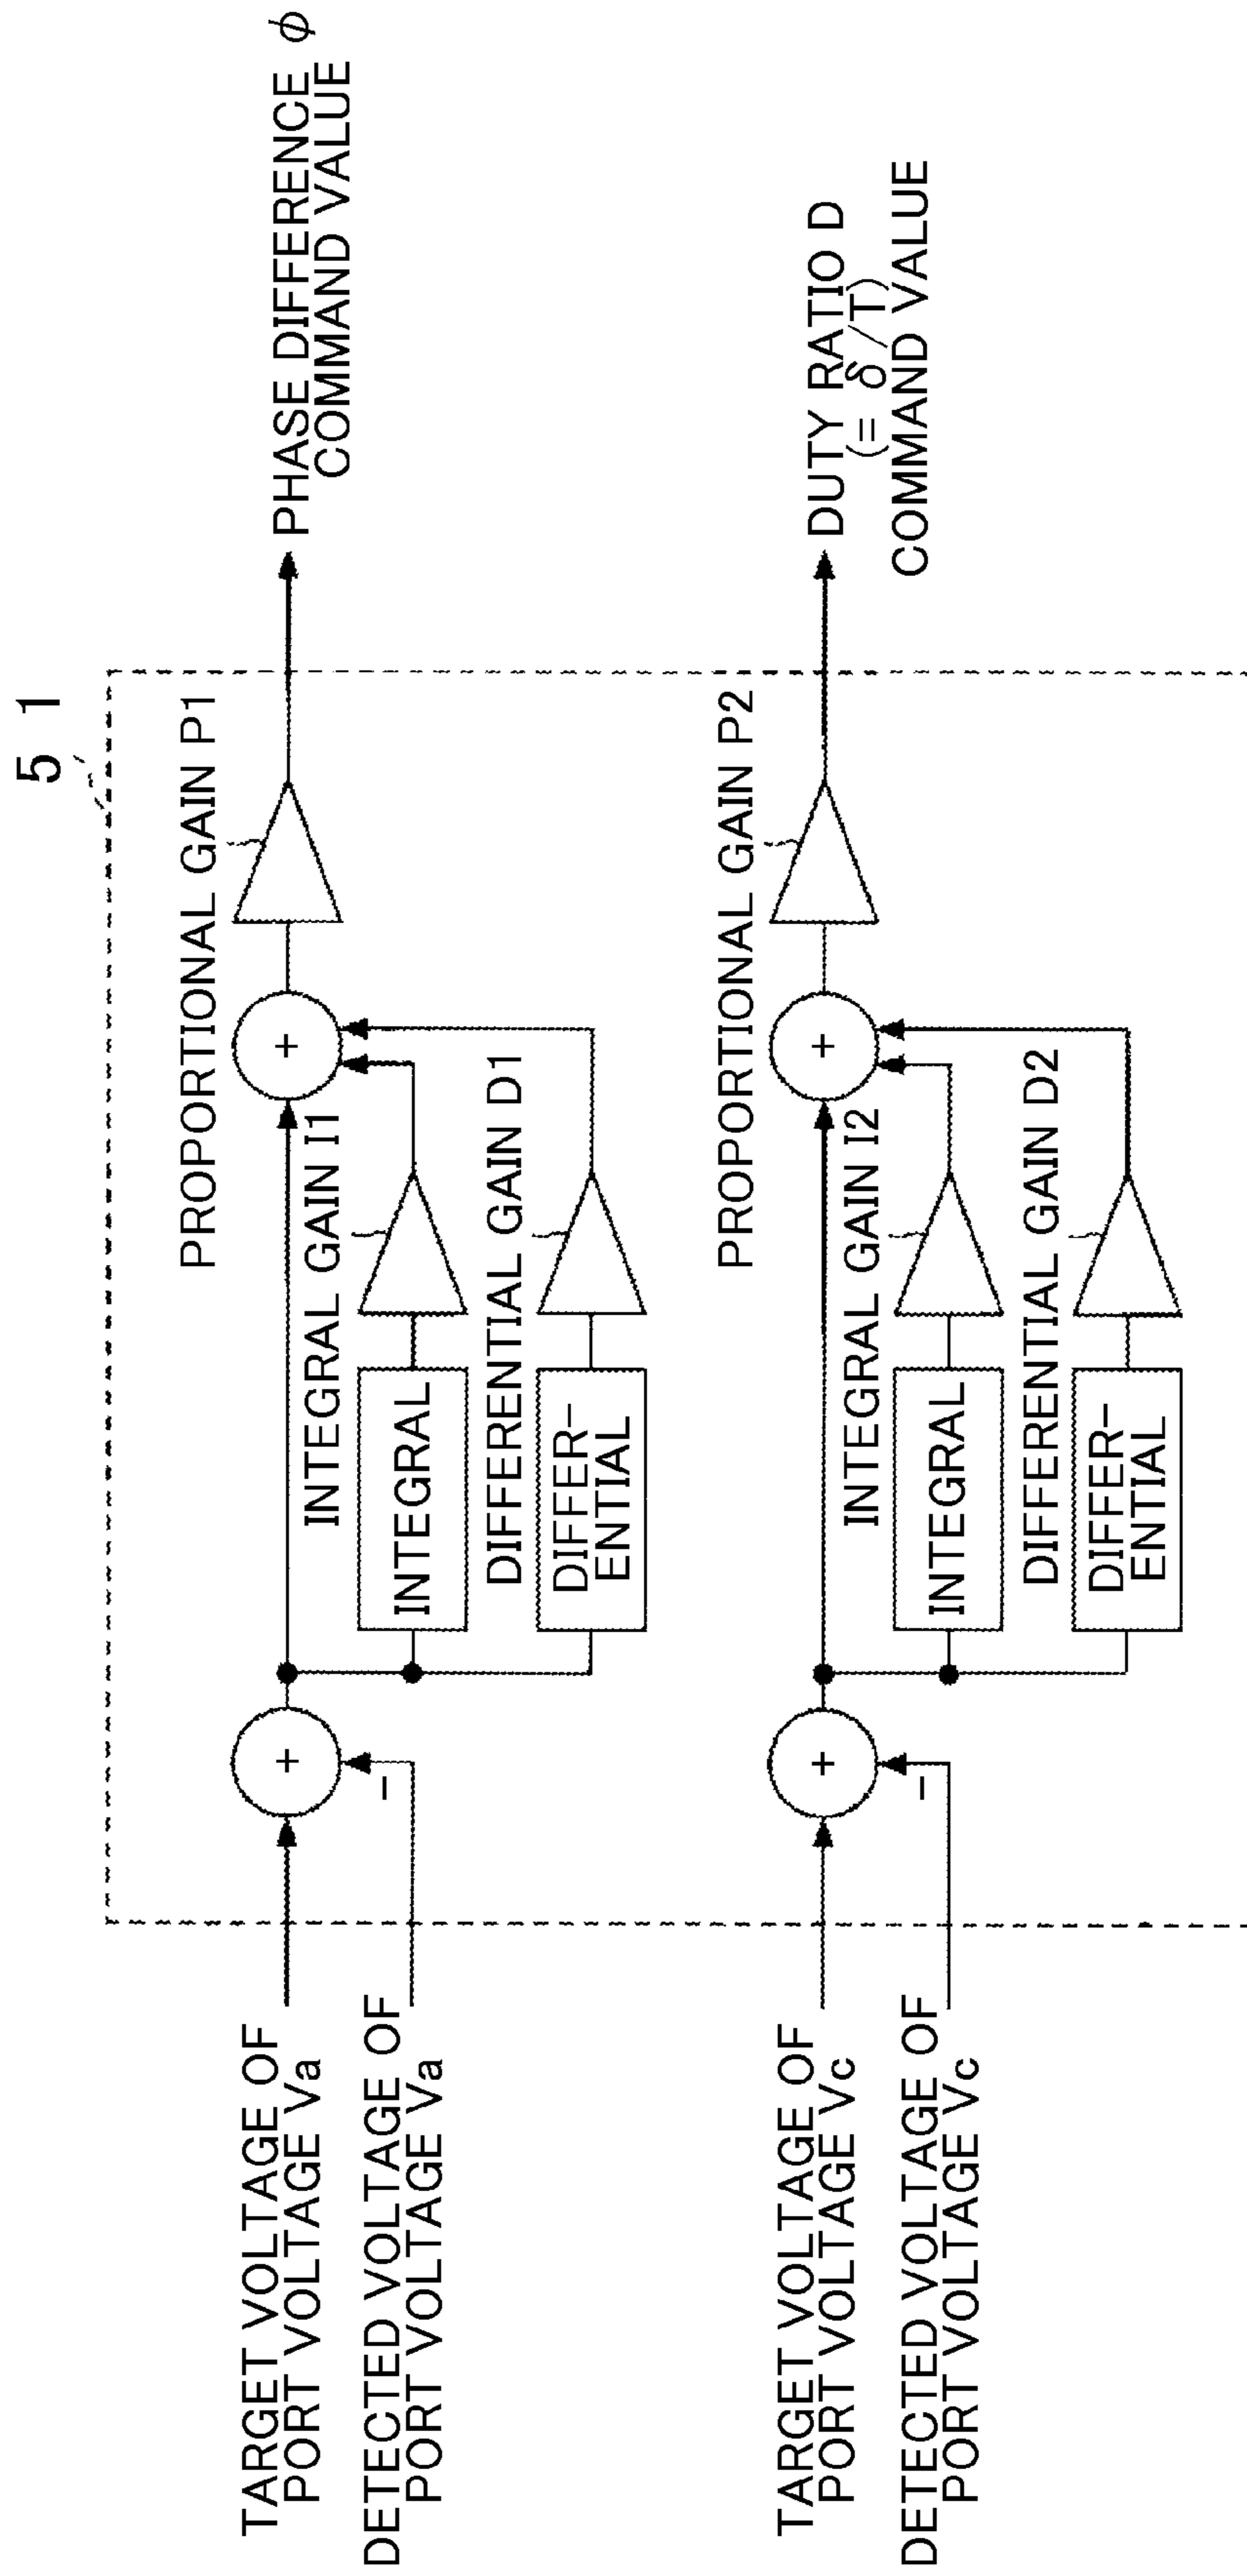 5 1
TARGET VOLTAGE OF
PORT VOLTAGE Va
DETECTED VOLTAGE OF
PORT VOLTAGE Va
+
−
INTEGRAL
INTEGRAL GAIN I1
DIFFER-
ENTIAL
DIFFERENTIAL GAIN D1
+
PROPORTIONAL GAIN P1
PHASE DIFFERENCE ϕ
COMMAND VALUE
TARGET VOLTAGE OF
PORT VOLTAGE Vc
DETECTED VOLTAGE OF
PORT VOLTAGE Vc
+
−
INTEGRAL
INTEGRAL GAIN I2
DIFFER-
ENTIAL
DIFFERENTIAL GAIN D2
+
PROPORTIONAL GAIN P2
DUTY RATIO D
(= δ/T)
COMMAND VALUE